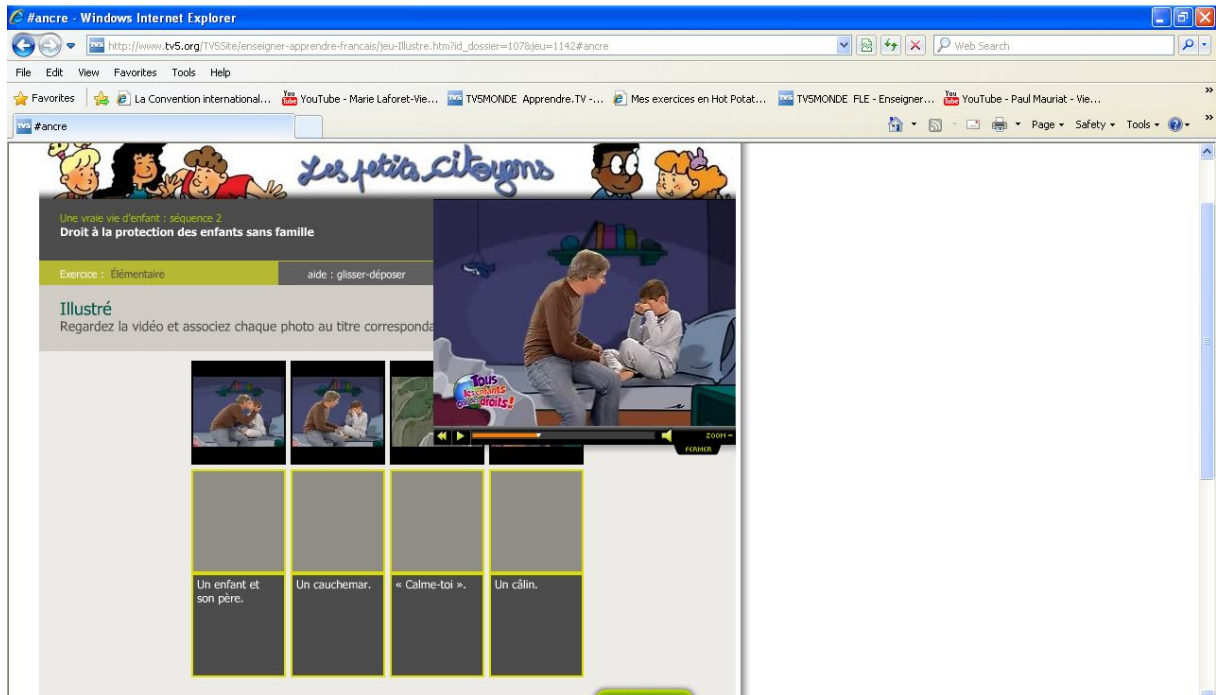 #ancre - Windows Internet Explorer
http://www.tv5.org/TV5Site/enseigner-apprendre-francais/jeu-Illustre.htm?id_dossier=107&jeu=1142#ancre
Web Search
File Edit View Favorites Tools Help
Favorites La Convention international... YouTube - Marie Laforet-Vie... TV5MONDE Apprendre.TV -... Mes exercices en Hot Potat... TV5MONDE FLE - Enseigner... YouTube - Paul Mauriat - Vie...
#ancre Page Safety Tools
Les petits citoyens
Une vraie vie d'enfant : séquence 2
Droit à la protection des enfants sans famille
Exercice : Élémentaire aide : glisser-déposer
Illustré
Regardez la vidéo et associez chaque photo au titre corresponda
Tous les enfants ont des droits!
ZOOM -
FERMER
Un enfant et son père.
Un cauchemar.
« Calme-toi ».
Un câlin.